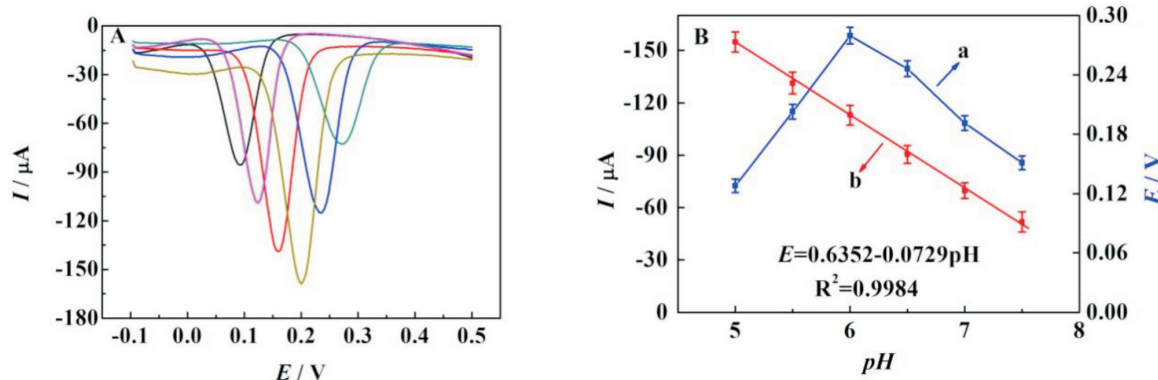 A
0
-30
-60
-90
-120
-150
-180
I / μA
-0.1 0.0 0.1 0.2 0.3 0.4 0.5
E / V
B
-150
-120
-90
-60
-30
0
I / μA
a
b
E=0.6352-0.0729pH
R²=0.9984
5 6 7 8
pH
0.30
0.24
0.18
0.12
0.06
0.00
E / V